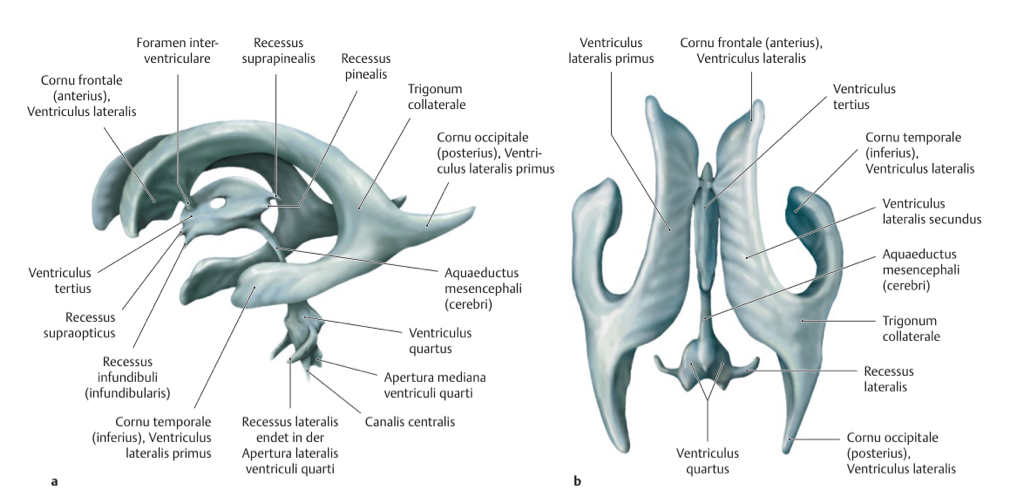 Foramen inter-
ventriculare
Recessus
suprapinealis
Recessus
pinealis
Cornu frontale
(anterius),
Ventriculus lateralis
Trigonum
collaterale
Cornu occipitale
(posterius), Ventri-
culus lateralis primus
Ventriculus
tertius
Recessus
supraopticus
Recessus
infundibuli
(infundibularis)
Cornu temporale
(inferius), Ventriculus
lateralis primus
Recessus lateralis
endet in der
Apertura lateralis
ventriculi quarti
Aquaeductus
mesencephali
(cerebri)
Ventriculus
quartus
Apertura mediana
ventriculi quarti
Canalis centralis
a
Ventriculus
lateralis primus
Cornu frontale (anterius),
Ventriculus lateralis
Ventriculus
tertius
Cornu temporale
(inferius),
Ventriculus lateralis
Ventriculus
lateralis secundus
Aquaeductus
mesencephali
(cerebri)
Trigonum
collaterale
Recessus
lateralis
Cornu occipitale
(posterius),
Ventriculus lateralis
Ventriculus
quartus
b